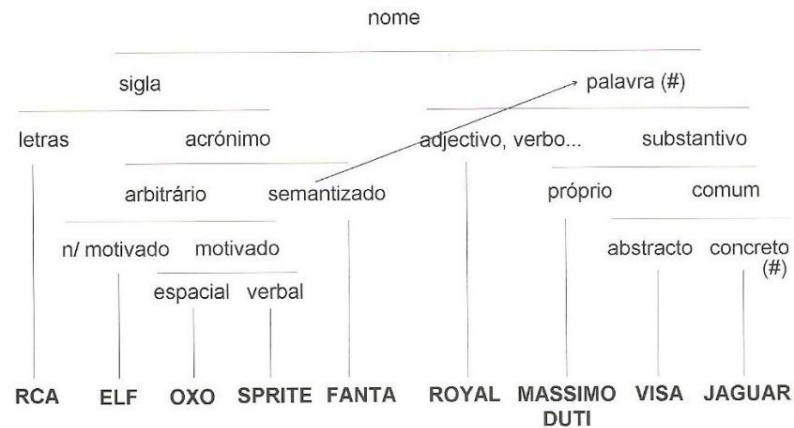 nome
sigla palavra (#)
letras acrónimo adjectivo, verbo... substantivo
arbitrário semantizado próprio comum
n/ motivado motivado abstracto concreto
(#)
espacial verbal
RCA ELF OXO SPRITE FANTA ROYAL MASSIMO VISA JAGUAR
DUTI